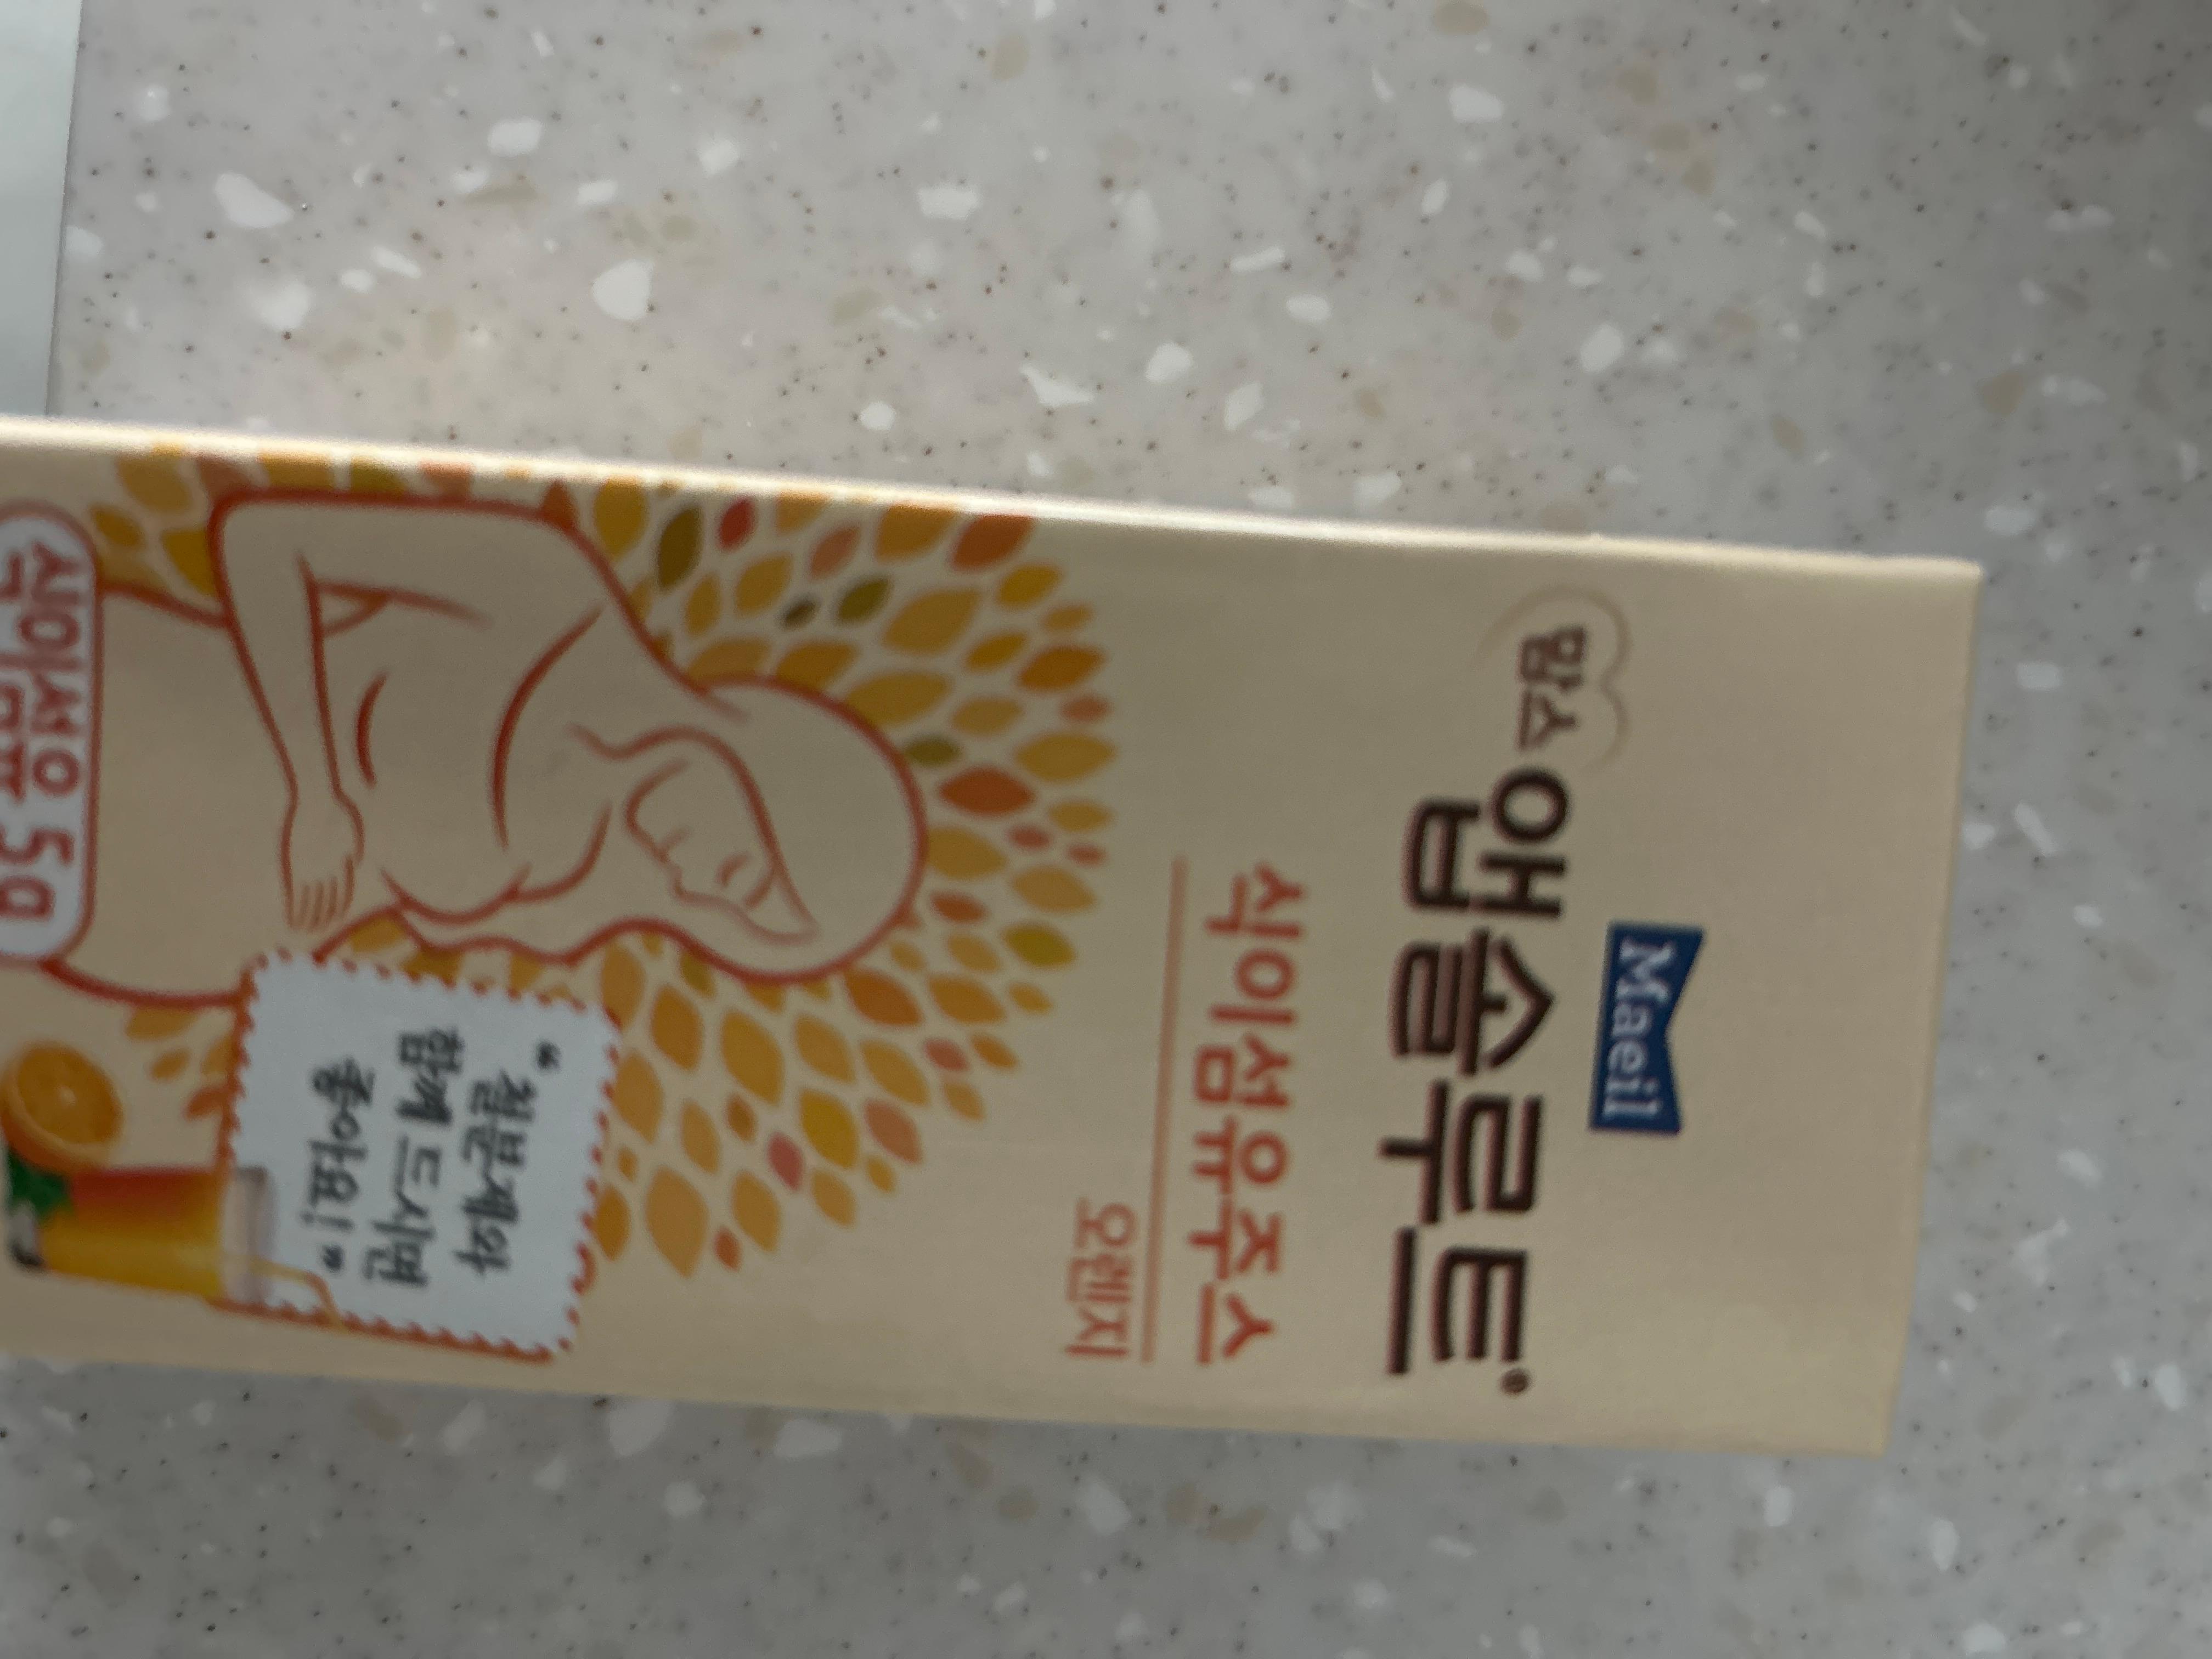 Maeil
맘스 앱솔루트®
식이섬유주스
오렌지
"철분제와
함께 드시면
좋아요!"
식이섬유 5g